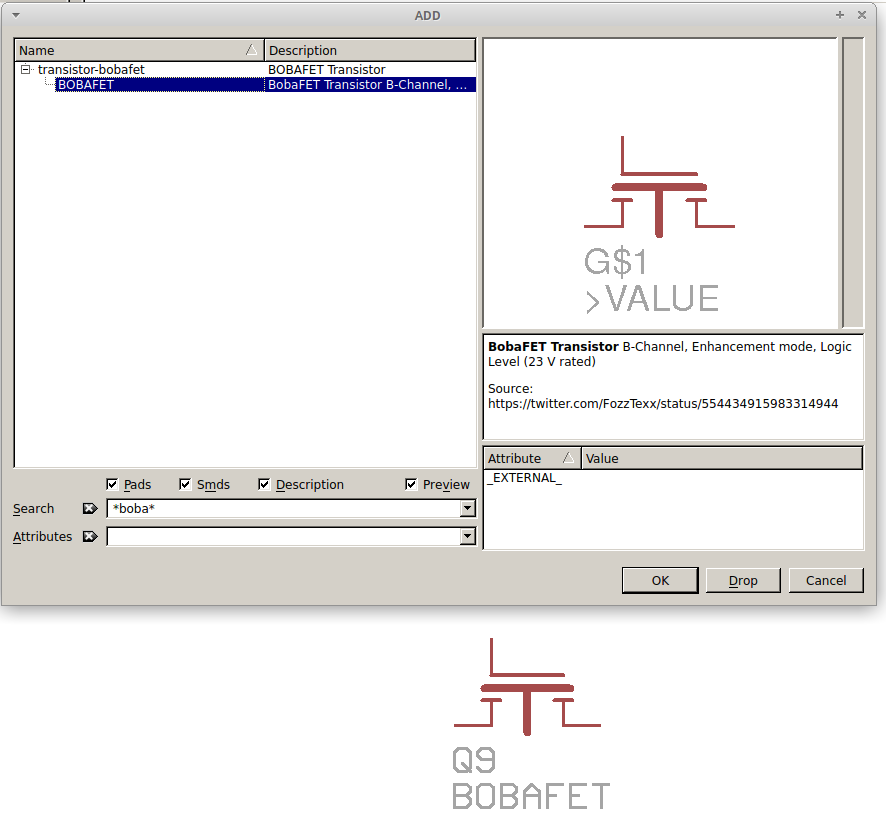 ADD
Name Description
transistor-bobafet BOBAFET Transistor
BOBAFET BobaFET Transistor B-Channel, ...
G$1
>VALUE
BobaFET Transistor B-Channel, Enhancement mode, Logic
Level (23 V rated)
Source:
https://twitter.com/FozzTexx/status/554434915983314944
Attribute Value
_EXTERNAL_
Pads Smds Description Preview
Search *boba*
Attributes
OK Drop Cancel
Q9
BOBAFET